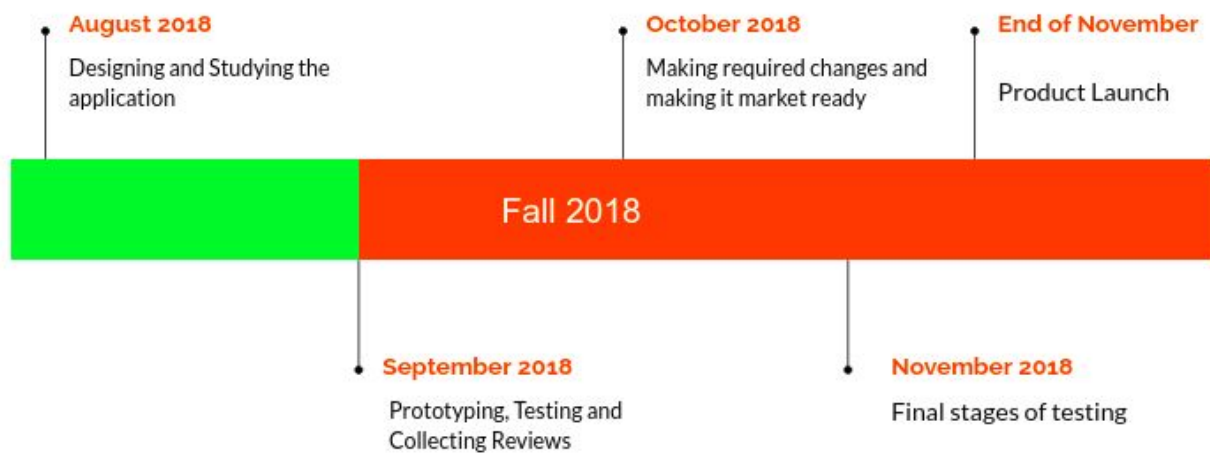 August 2018
Designing and Studying the
application
October 2018
Making required changes and
making it market ready
End of November
Product Launch
Fall 2018
September 2018
Prototyping, Testing and
Collecting Reviews
November 2018
Final stages of testing